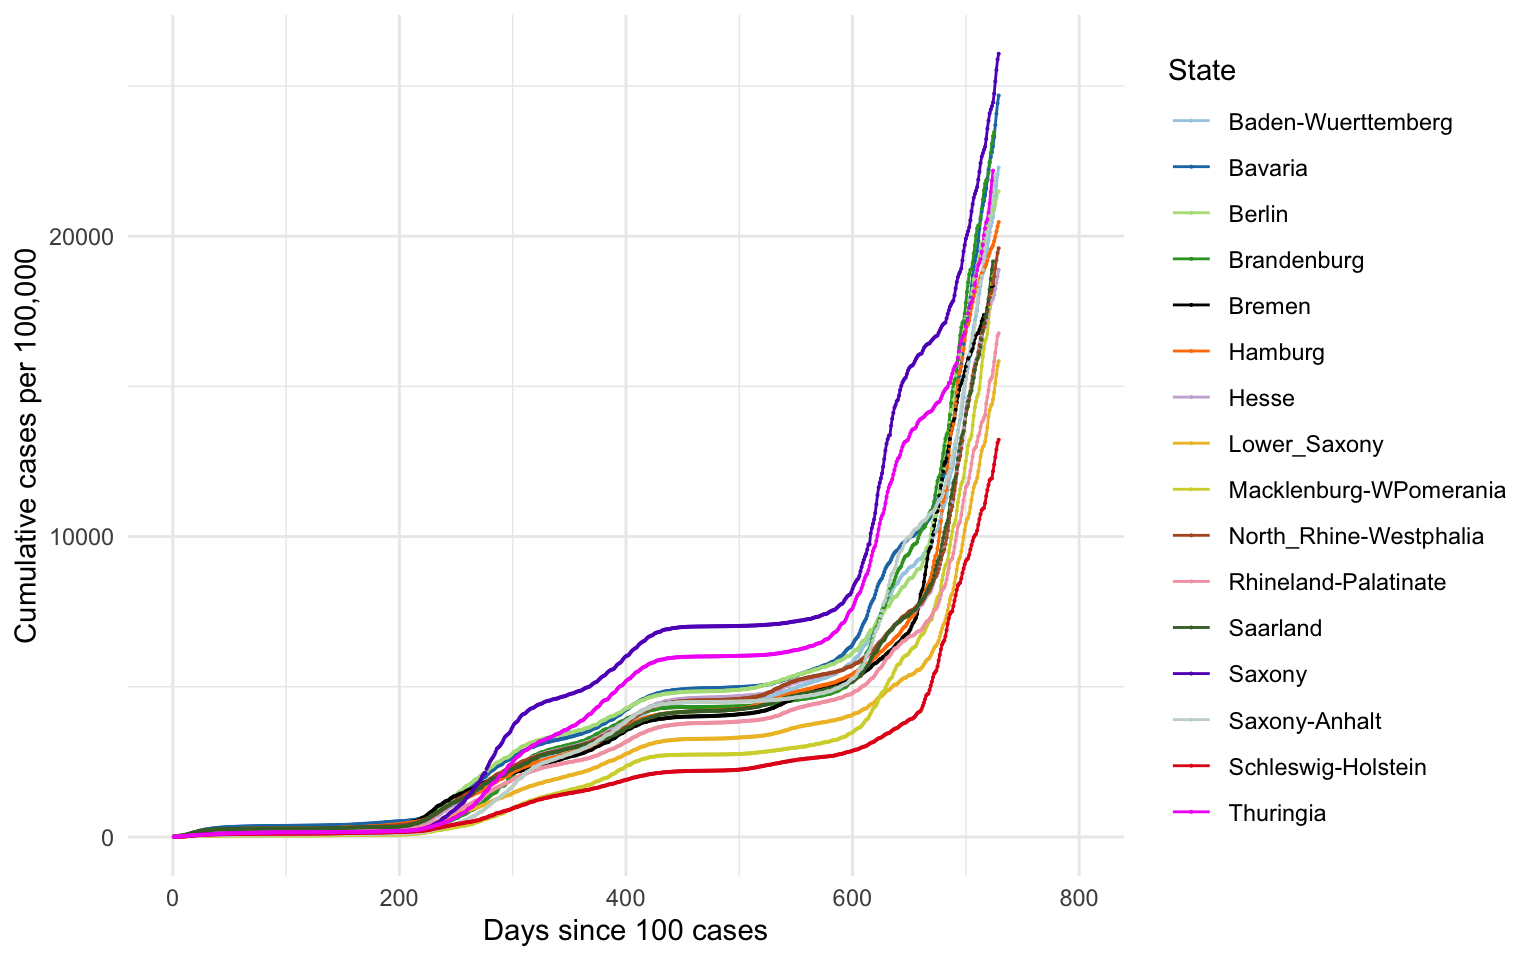 Cumulative cases per 100,000
20000
10000
0
0 200 400 600 800
Days since 100 cases
State
Baden-Wuerttemberg
Bavaria
Berlin
Brandenburg
Bremen
Hamburg
Hesse
Lower_Saxony
Macklenburg-WPomerania
North_Rhine-Westphalia
Rhineland-Palatinate
Saarland
Saxony
Saxony-Anhalt
Schleswig-Holstein
Thuringia